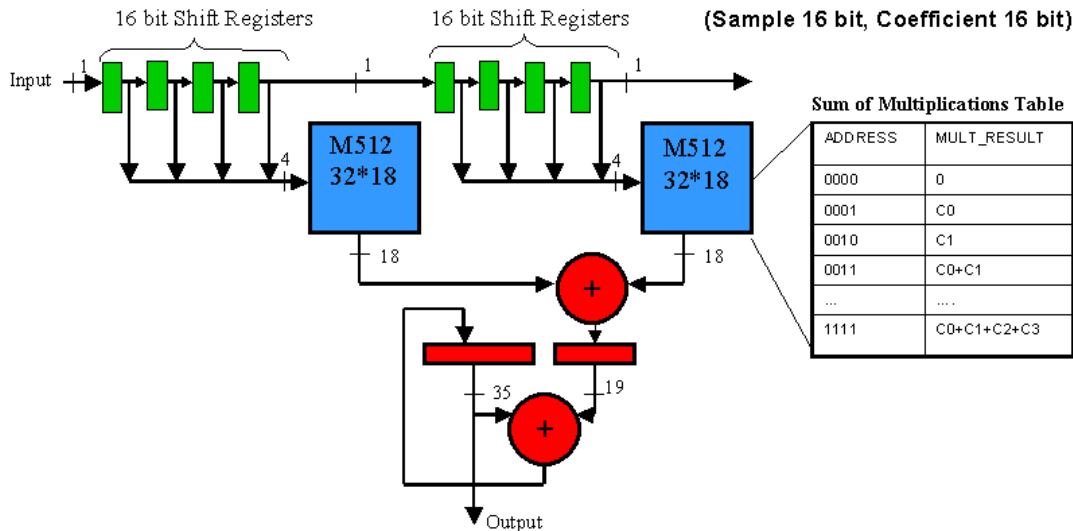 16 bit Shift Registers
16 bit Shift Registers
(Sample 16 bit, Coefficient 16 bit)
Input
1
1
1
Sum of Multiplications Table
ADDRESS MULT_RESULT
0000 0
0001 C0
0010 C1
0011 C0+C1
... ....
1111 C0+C1+C2+C3
M512
32*18
M512
32*18
4
4
18
18
+
35
19
+
Output